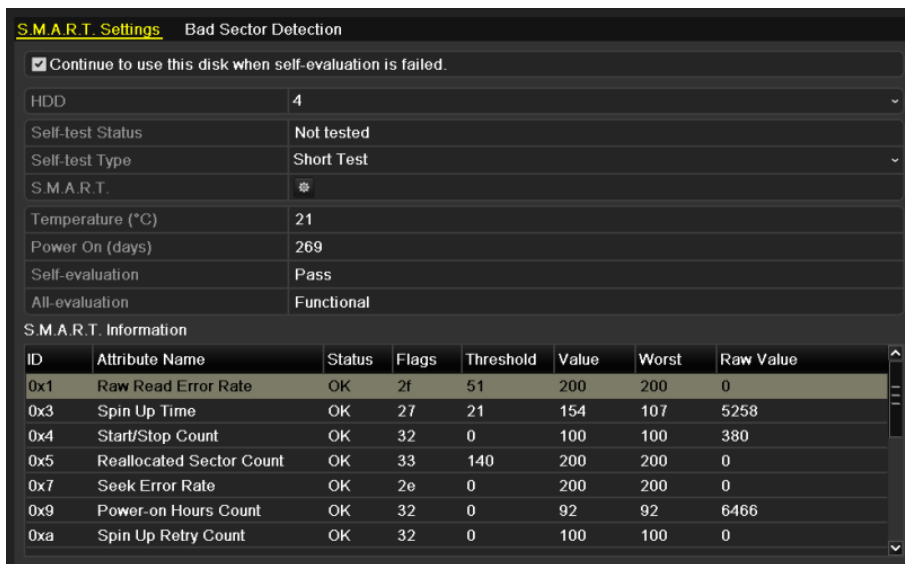 S.M.A.R.T. Settings Bad Sector Detection
Continue to use this disk when self-evaluation is failed.
HDD 4
Self-test Status Not tested
Self-test Type Short Test
S.M.A.R.T.
Temperature (°C) 21
Power On (days) 269
Self-evaluation Pass
All-evaluation Functional
S.M.A.R.T. Information
ID Attribute Name Status Flags Threshold Value Worst Raw Value
0x1 Raw Read Error Rate OK 2f 51 200 200 0
0x3 Spin Up Time OK 27 21 154 107 5258
0x4 Start/Stop Count OK 32 0 100 100 380
0x5 Reallocated Sector Count OK 33 140 200 200 0
0x7 Seek Error Rate OK 2e 0 200 200 0
0x9 Power-on Hours Count OK 32 0 92 92 6466
0xa Spin Up Retry Count OK 32 0 100 100 0